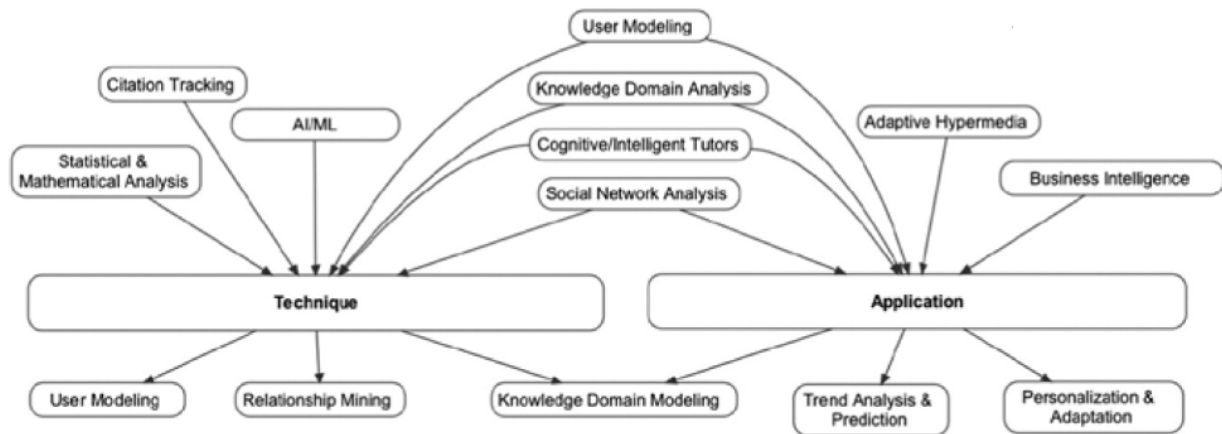 User Modeling
Citation Tracking
Knowledge Domain Analysis
AI/ML
Adaptive Hypermedia
Cognitive/Intelligent Tutors
Statistical &
Mathematical Analysis
Business Intelligence
Social Network Analysis
Technique
Application
User Modeling
Relationship Mining
Knowledge Domain Modeling
Trend Analysis &
Prediction
Personalization &
Adaptation